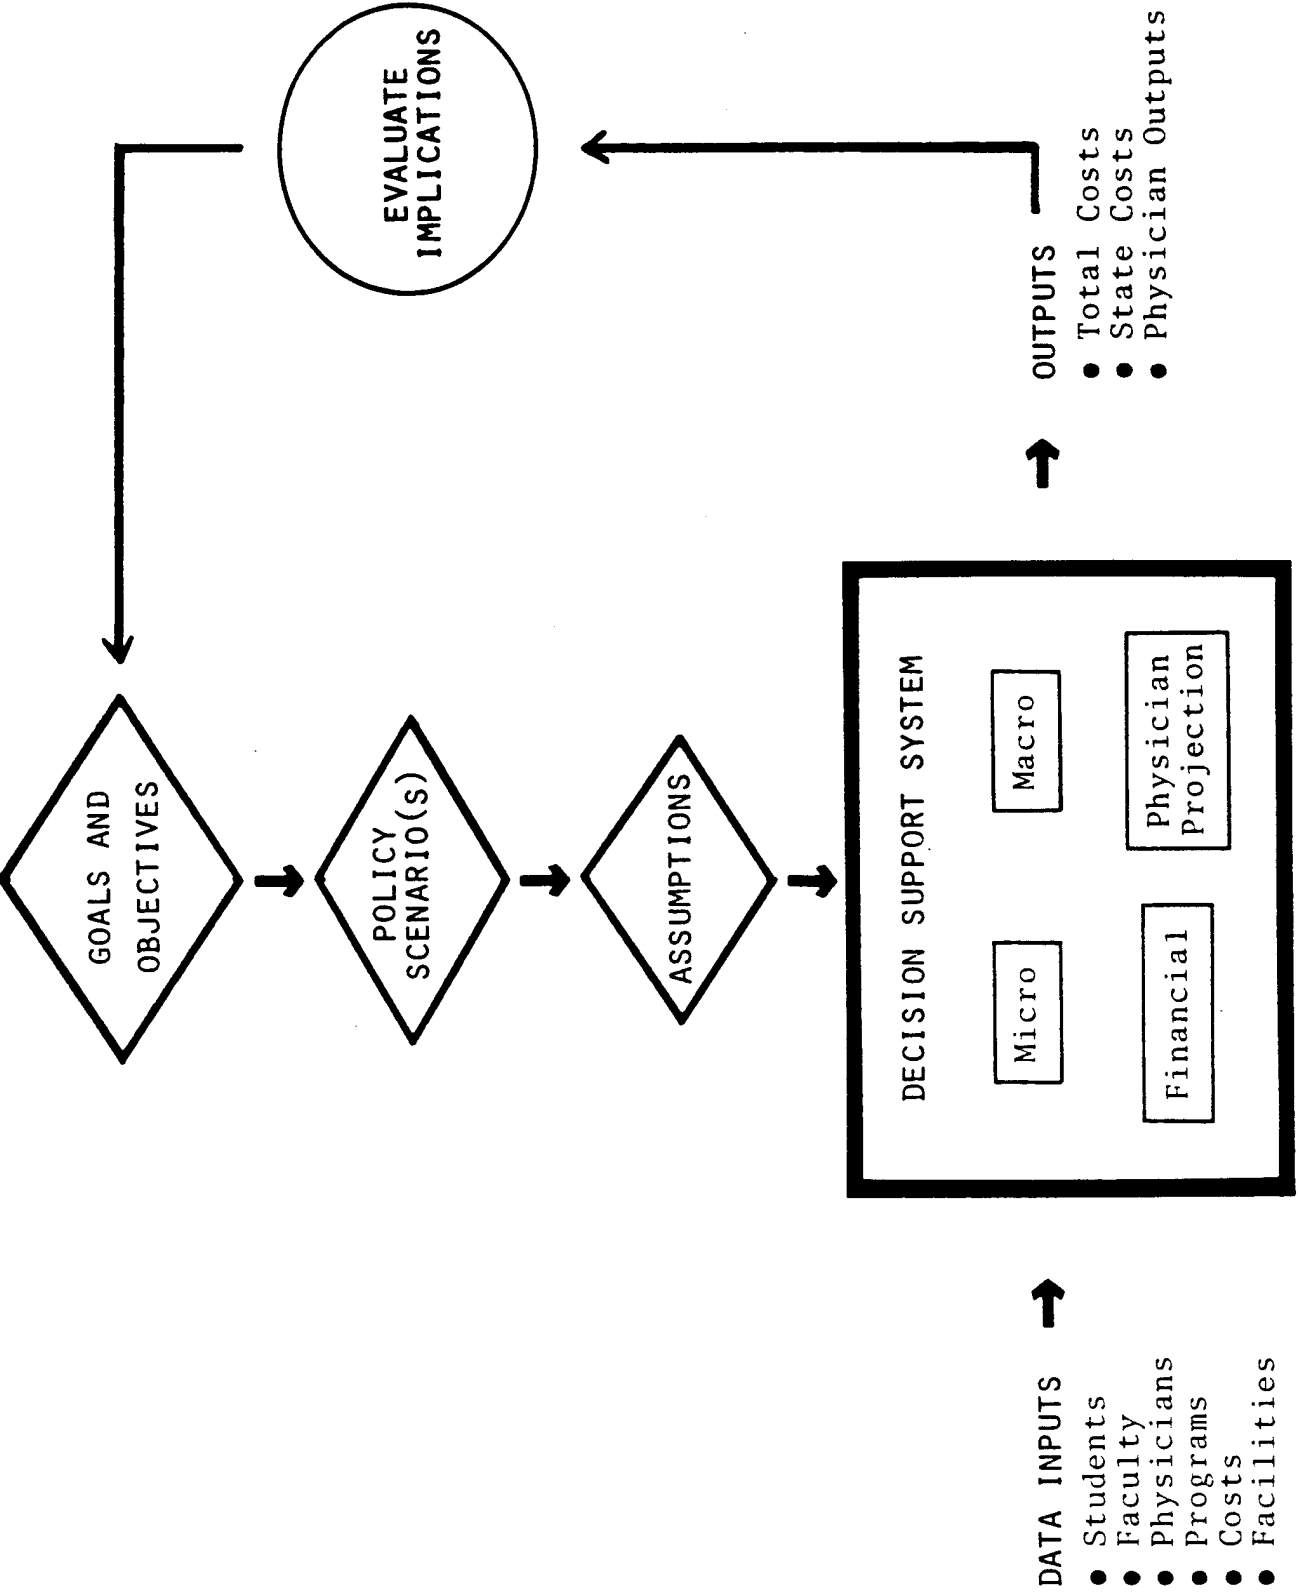 GOALS AND
OBJECTIVES
POLICY
SCENARIO(S)
ASSUMPTIONS
EVALUATE
IMPLICATIONS
DATA INPUTS
● Students
● Faculty
● Physicians
● Programs
● Costs
● Facilities
DECISION SUPPORT SYSTEM
Micro
Macro
Financial
Physician
Projection
OUTPUTS
● Total Costs
● State Costs
● Physician Outputs